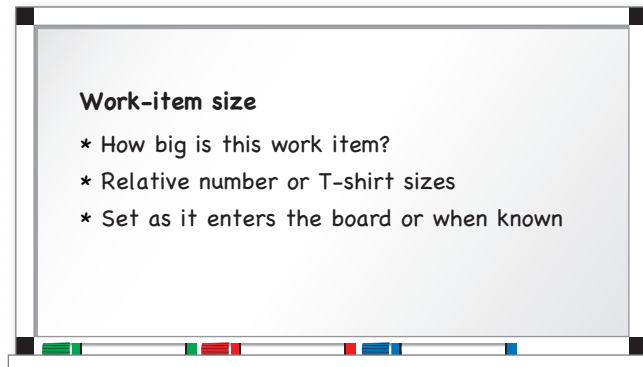 Work-item size
* How big is this work item?
* Relative number or T-shirt sizes
* Set as it enters the board or when known